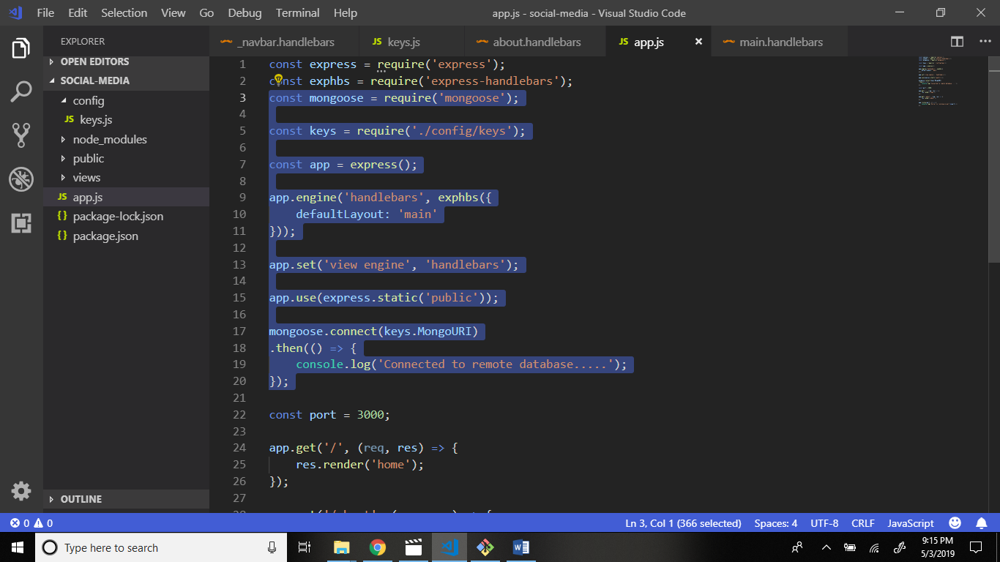 File Edit Selection View Go Debug Terminal Help
app.js - social-media - Visual Studio Code
EXPLORER
OPEN EDITORS
SOCIAL-MEDIA
config
JS keys.js
node_modules
public
views
JS app.js
{} package-lock.json
{} package.json
OUTLINE
_navbar.handlebars
JS keys.js
about.handlebars
JS app.js
main.handlebars
1 const express = require('express');
2 const exphbs = require('express-handlebars');
3 const mongoose = require('mongoose');
4
5 const keys = require('./config/keys');
6
7 const app = express();
8
9 app.engine('handlebars', exphbs({
10 defaultLayout: 'main'
11 }));
12
13 app.set('view engine', 'handlebars');
14
15 app.use(express.static('public'));
16
17 mongoose.connect(keys.MongoURI)
18 .then(() => {
19 console.log('Connected to remote database.....');
20 });
21
22 const port = 3000;
23
24 app.get('/', (req, res) => {
25 res.render('home');
26 });
27
0 0
Ln 3, Col 1 (366 selected) Spaces: 4 UTF-8 CRLF JavaScript
Type here to search
9:15 PM
5/3/2019